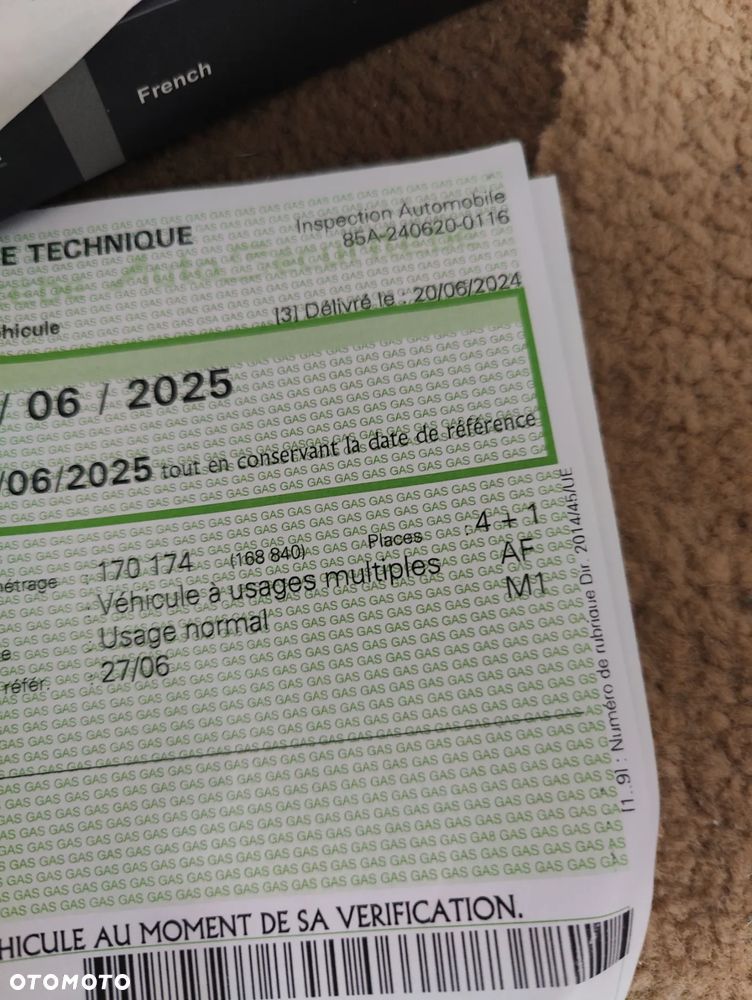 French
E TECHNIQUE
Inspection Automobile
85A-240620-0116
hicule
[3] Délivré le : 20/06/2024
/ 06 / 2025
/06/2025 tout en conservant la date de référence
étrage : 170 174 (168 840) Places : 4 + 1
: Véhicule à usages multiples AF
e : Usage normal M1
référ. : 27/06
[1..9] : Numéro de rubrique Dir. 2014/45/UE
HICULE AU MOMENT DE SA VERIFICATION.
OTOMOTO